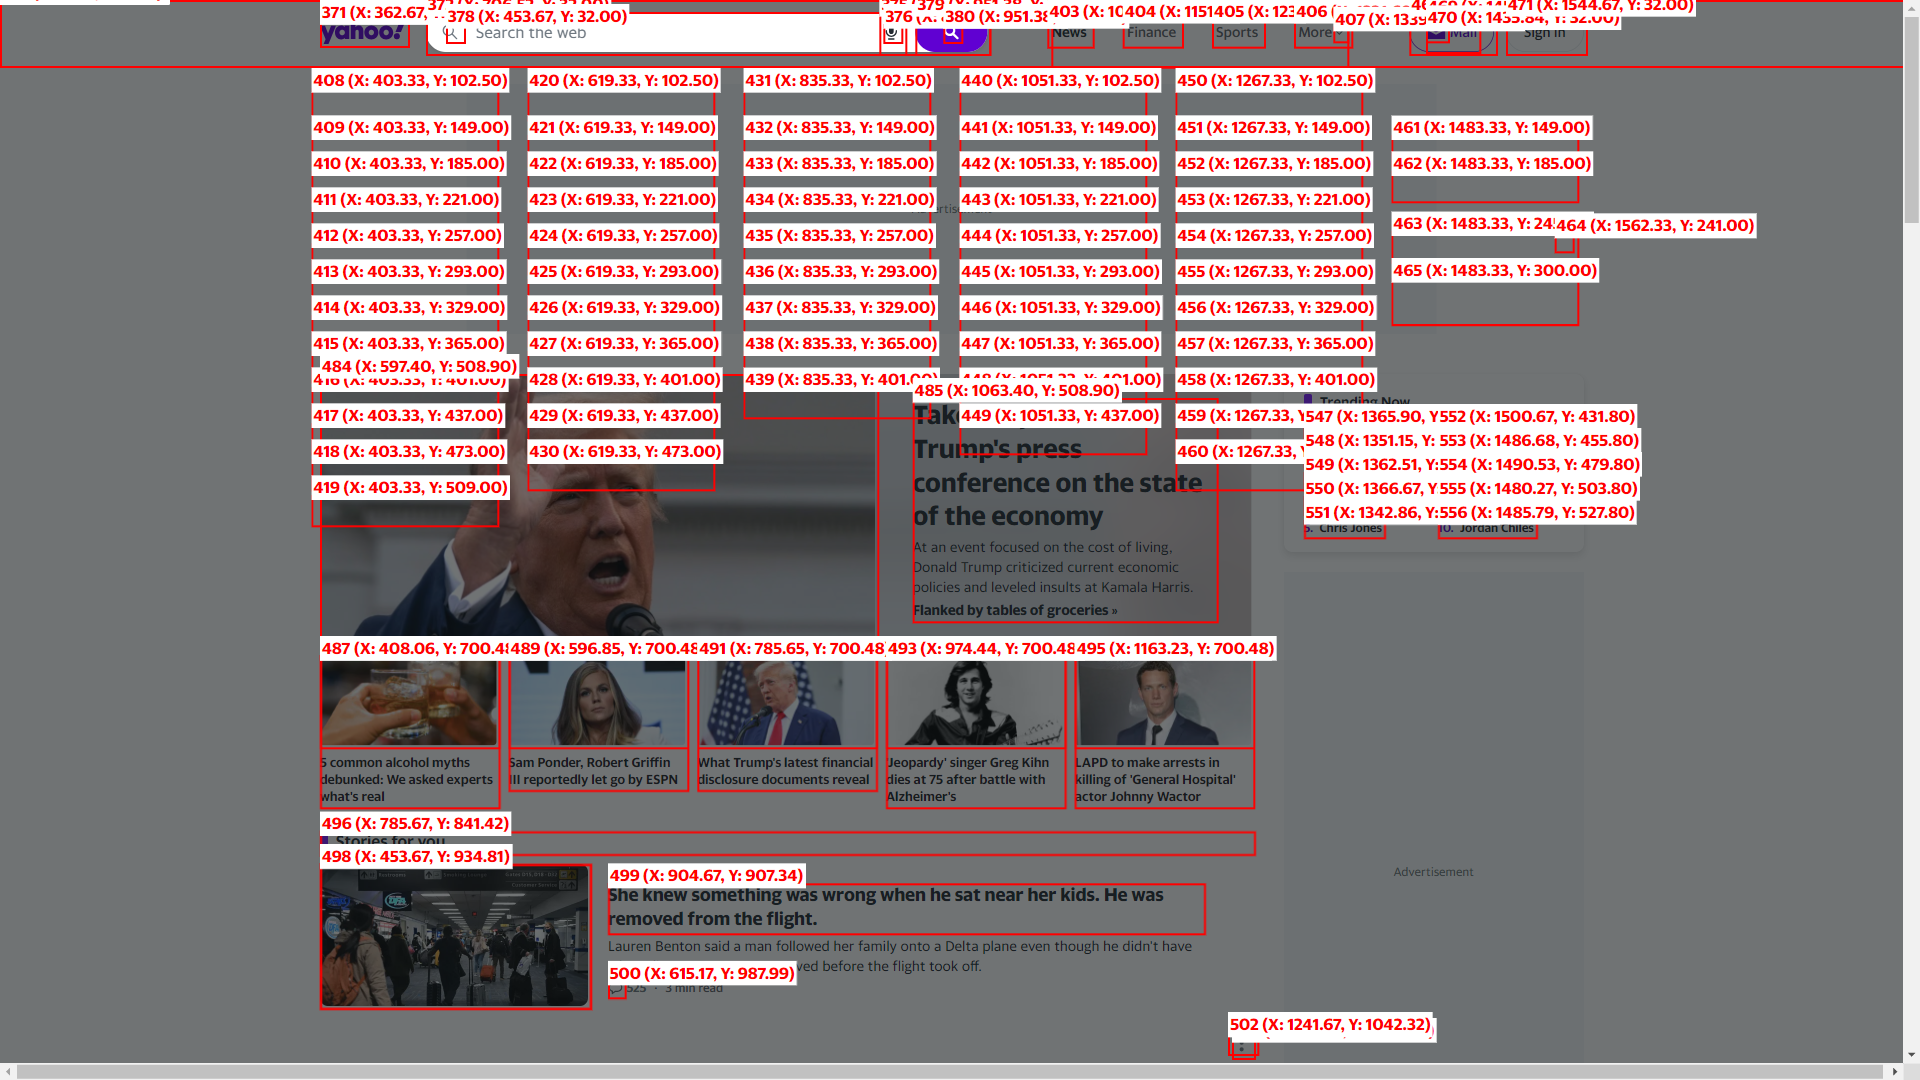 371 (X: 362.67,
378 (X: 453.67, Y: 32.00)
380 (X: 951.38
404 (X: 1151
405 (X: 123
406
407 (X: 1339
471 (X: 1544.67, Y: 32.00)
470 (X: 1455.84, Y: 32.00)
yahoo!
Search the web
News
Finance
Sports
More
Mail
Sign in
408 (X: 403.33, Y: 102.50)
420 (X: 619.33, Y: 102.50)
431 (X: 835.33, Y: 102.50)
440 (X: 1051.33, Y: 102.50)
450 (X: 1267.33, Y: 102.50)
409 (X: 403.33, Y: 149.00)
421 (X: 619.33, Y: 149.00)
432 (X: 835.33, Y: 149.00)
441 (X: 1051.33, Y: 149.00)
451 (X: 1267.33, Y: 149.00)
461 (X: 1483.33, Y: 149.00)
410 (X: 403.33, Y: 185.00)
422 (X: 619.33, Y: 185.00)
433 (X: 835.33, Y: 185.00)
442 (X: 1051.33, Y: 185.00)
452 (X: 1267.33, Y: 185.00)
462 (X: 1483.33, Y: 185.00)
411 (X: 403.33, Y: 221.00)
423 (X: 619.33, Y: 221.00)
434 (X: 835.33, Y: 221.00)
443 (X: 1051.33, Y: 221.00)
453 (X: 1267.33, Y: 221.00)
463 (X: 1483.33, Y: 24
464 (X: 1562.33, Y: 241.00)
412 (X: 403.33, Y: 257.00)
424 (X: 619.33, Y: 257.00)
435 (X: 835.33, Y: 257.00)
444 (X: 1051.33, Y: 257.00)
454 (X: 1267.33, Y: 257.00)
413 (X: 403.33, Y: 293.00)
425 (X: 619.33, Y: 293.00)
436 (X: 835.33, Y: 293.00)
445 (X: 1051.33, Y: 293.00)
455 (X: 1267.33, Y: 293.00)
465 (X: 1483.33, Y: 300.00)
414 (X: 403.33, Y: 329.00)
426 (X: 619.33, Y: 329.00)
437 (X: 835.33, Y: 329.00)
446 (X: 1051.33, Y: 329.00)
456 (X: 1267.33, Y: 329.00)
415 (X: 403.33, Y: 365.00)
427 (X: 619.33, Y: 365.00)
438 (X: 835.33, Y: 365.00)
447 (X: 1051.33, Y: 365.00)
457 (X: 1267.33, Y: 365.00)
484 (X: 597.40, Y: 508.90)
416 (X: 403.33, Y: 401.00)
428 (X: 619.33, Y: 401.00)
439 (X: 835.33, Y: 401.0
458 (X: 1267.33, Y: 401.00)
485 (X: 1063.40, Y: 508.90)
417 (X: 403.33, Y: 437.00)
429 (X: 619.33, Y: 437.00)
449 (X: 1051.33, Y: 437.00)
459 (X: 1267.33, Y
418 (X: 403.33, Y: 473.00)
430 (X: 619.33, Y: 473.00)
460 (X: 1267.33,
419 (X: 403.33, Y: 509.00)
Trending Now
547 (X: 1365.90, Y
552 (X: 1500.67, Y: 431.80)
548 (X: 1351.15, Y:
553 (X: 1486.68, Y: 455.80)
549 (X: 1362.51, Y:
554 (X: 1490.53, Y: 479.80)
550 (X: 1366.67, Y
555 (X: 1480.27, Y: 503.80)
551 (X: 1342.86, Y:
556 (X: 1485.79, Y: 527.80)
5. Chris Jones
10. Jordan Chiles
Trump's press
conference on the state
of the economy
At an event focused on the cost of living,
Donald Trump criticized current economic
policies and leveled insults at Kamala Harris.
Flanked by tables of groceries »
487 (X: 408.06, Y: 700.48
489 (X: 596.85, Y: 700.48
491 (X: 785.65, Y: 700.48
493 (X: 974.44, Y: 700.48
495 (X: 1163.23, Y: 700.48)
5 common alcohol myths
debunked: We asked experts
what's real
Sam Ponder, Robert Griffin
III reportedly let go by ESPN
What Trump's latest financial
disclosure documents reveal
'Jeopardy' singer Greg Kihn
dies at 75 after battle with
Alzheimer's
LAPD to make arrests in
killing of 'General Hospital'
actor Johnny Wactor
496 (X: 785.67, Y: 841.42)
Stories for you
498 (X: 453.67, Y: 934.81)
499 (X: 904.67, Y: 907.34)
She knew something was wrong when he sat near her kids. He was
removed from the flight.
Lauren Benton said a man followed her family onto a Delta plane even though he didn't have
before the flight took off.
500 (X: 615.17, Y: 987.99)
525 · 3 min read
Advertisement
502 (X: 1241.67, Y: 1042.32)